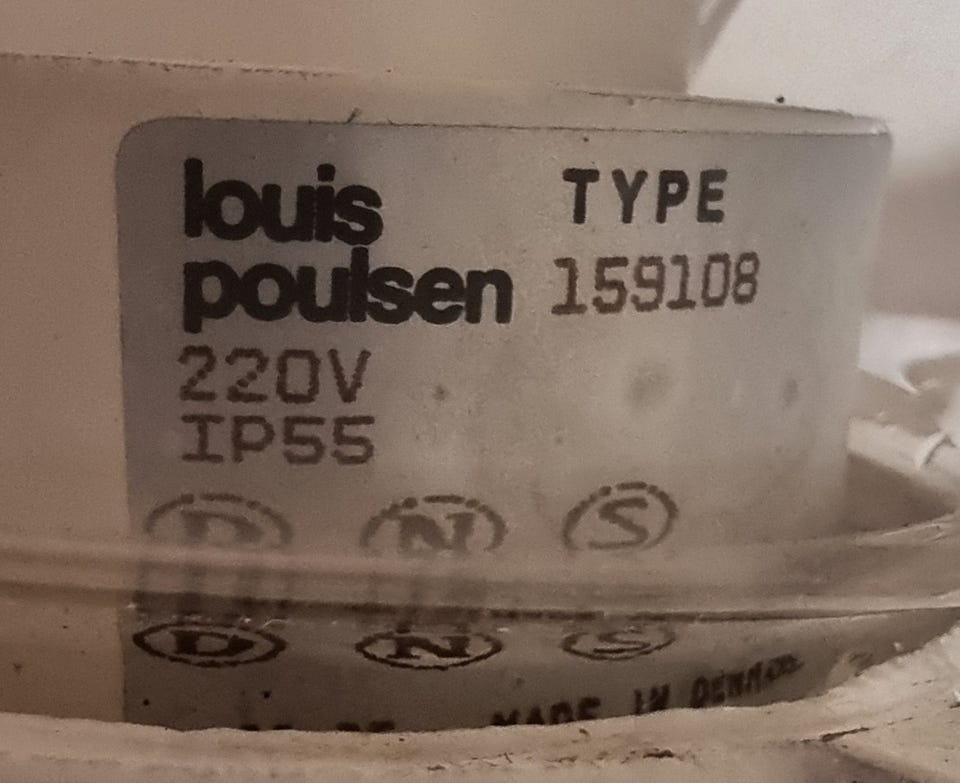 louis
poulsen
TYPE
159108
220V
IP55
D N S
D N S
MADE IN DENMARK